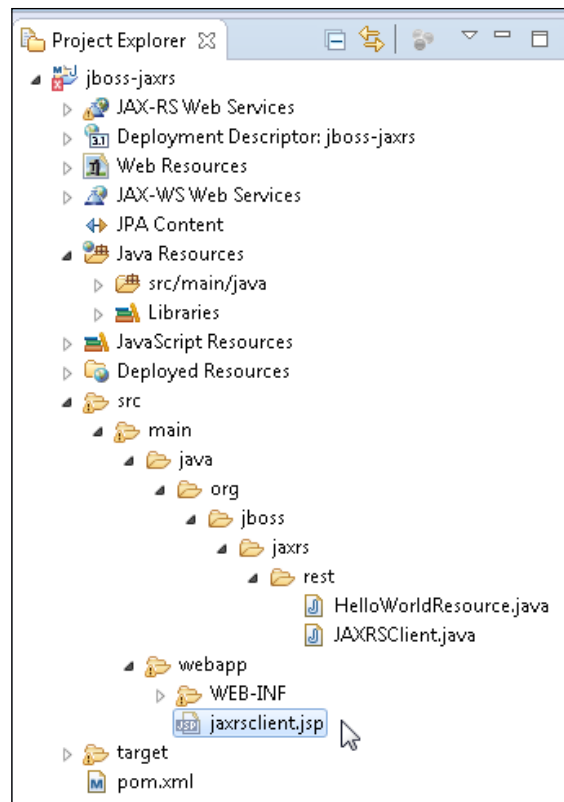 Project Explorer
jboss-jaxrs
JAX-RS Web Services
3.1 Deployment Descriptor: jboss-jaxrs
Web Resources
JAX-WS Web Services
JPA Content
Java Resources
src/main/java
Libraries
JavaScript Resources
Deployed Resources
src
main
java
org
jboss
jaxrs
rest
HelloWorldResource.java
JAXRSClient.java
webapp
WEB-INF
jaxrsclient.jsp
target
pom.xml